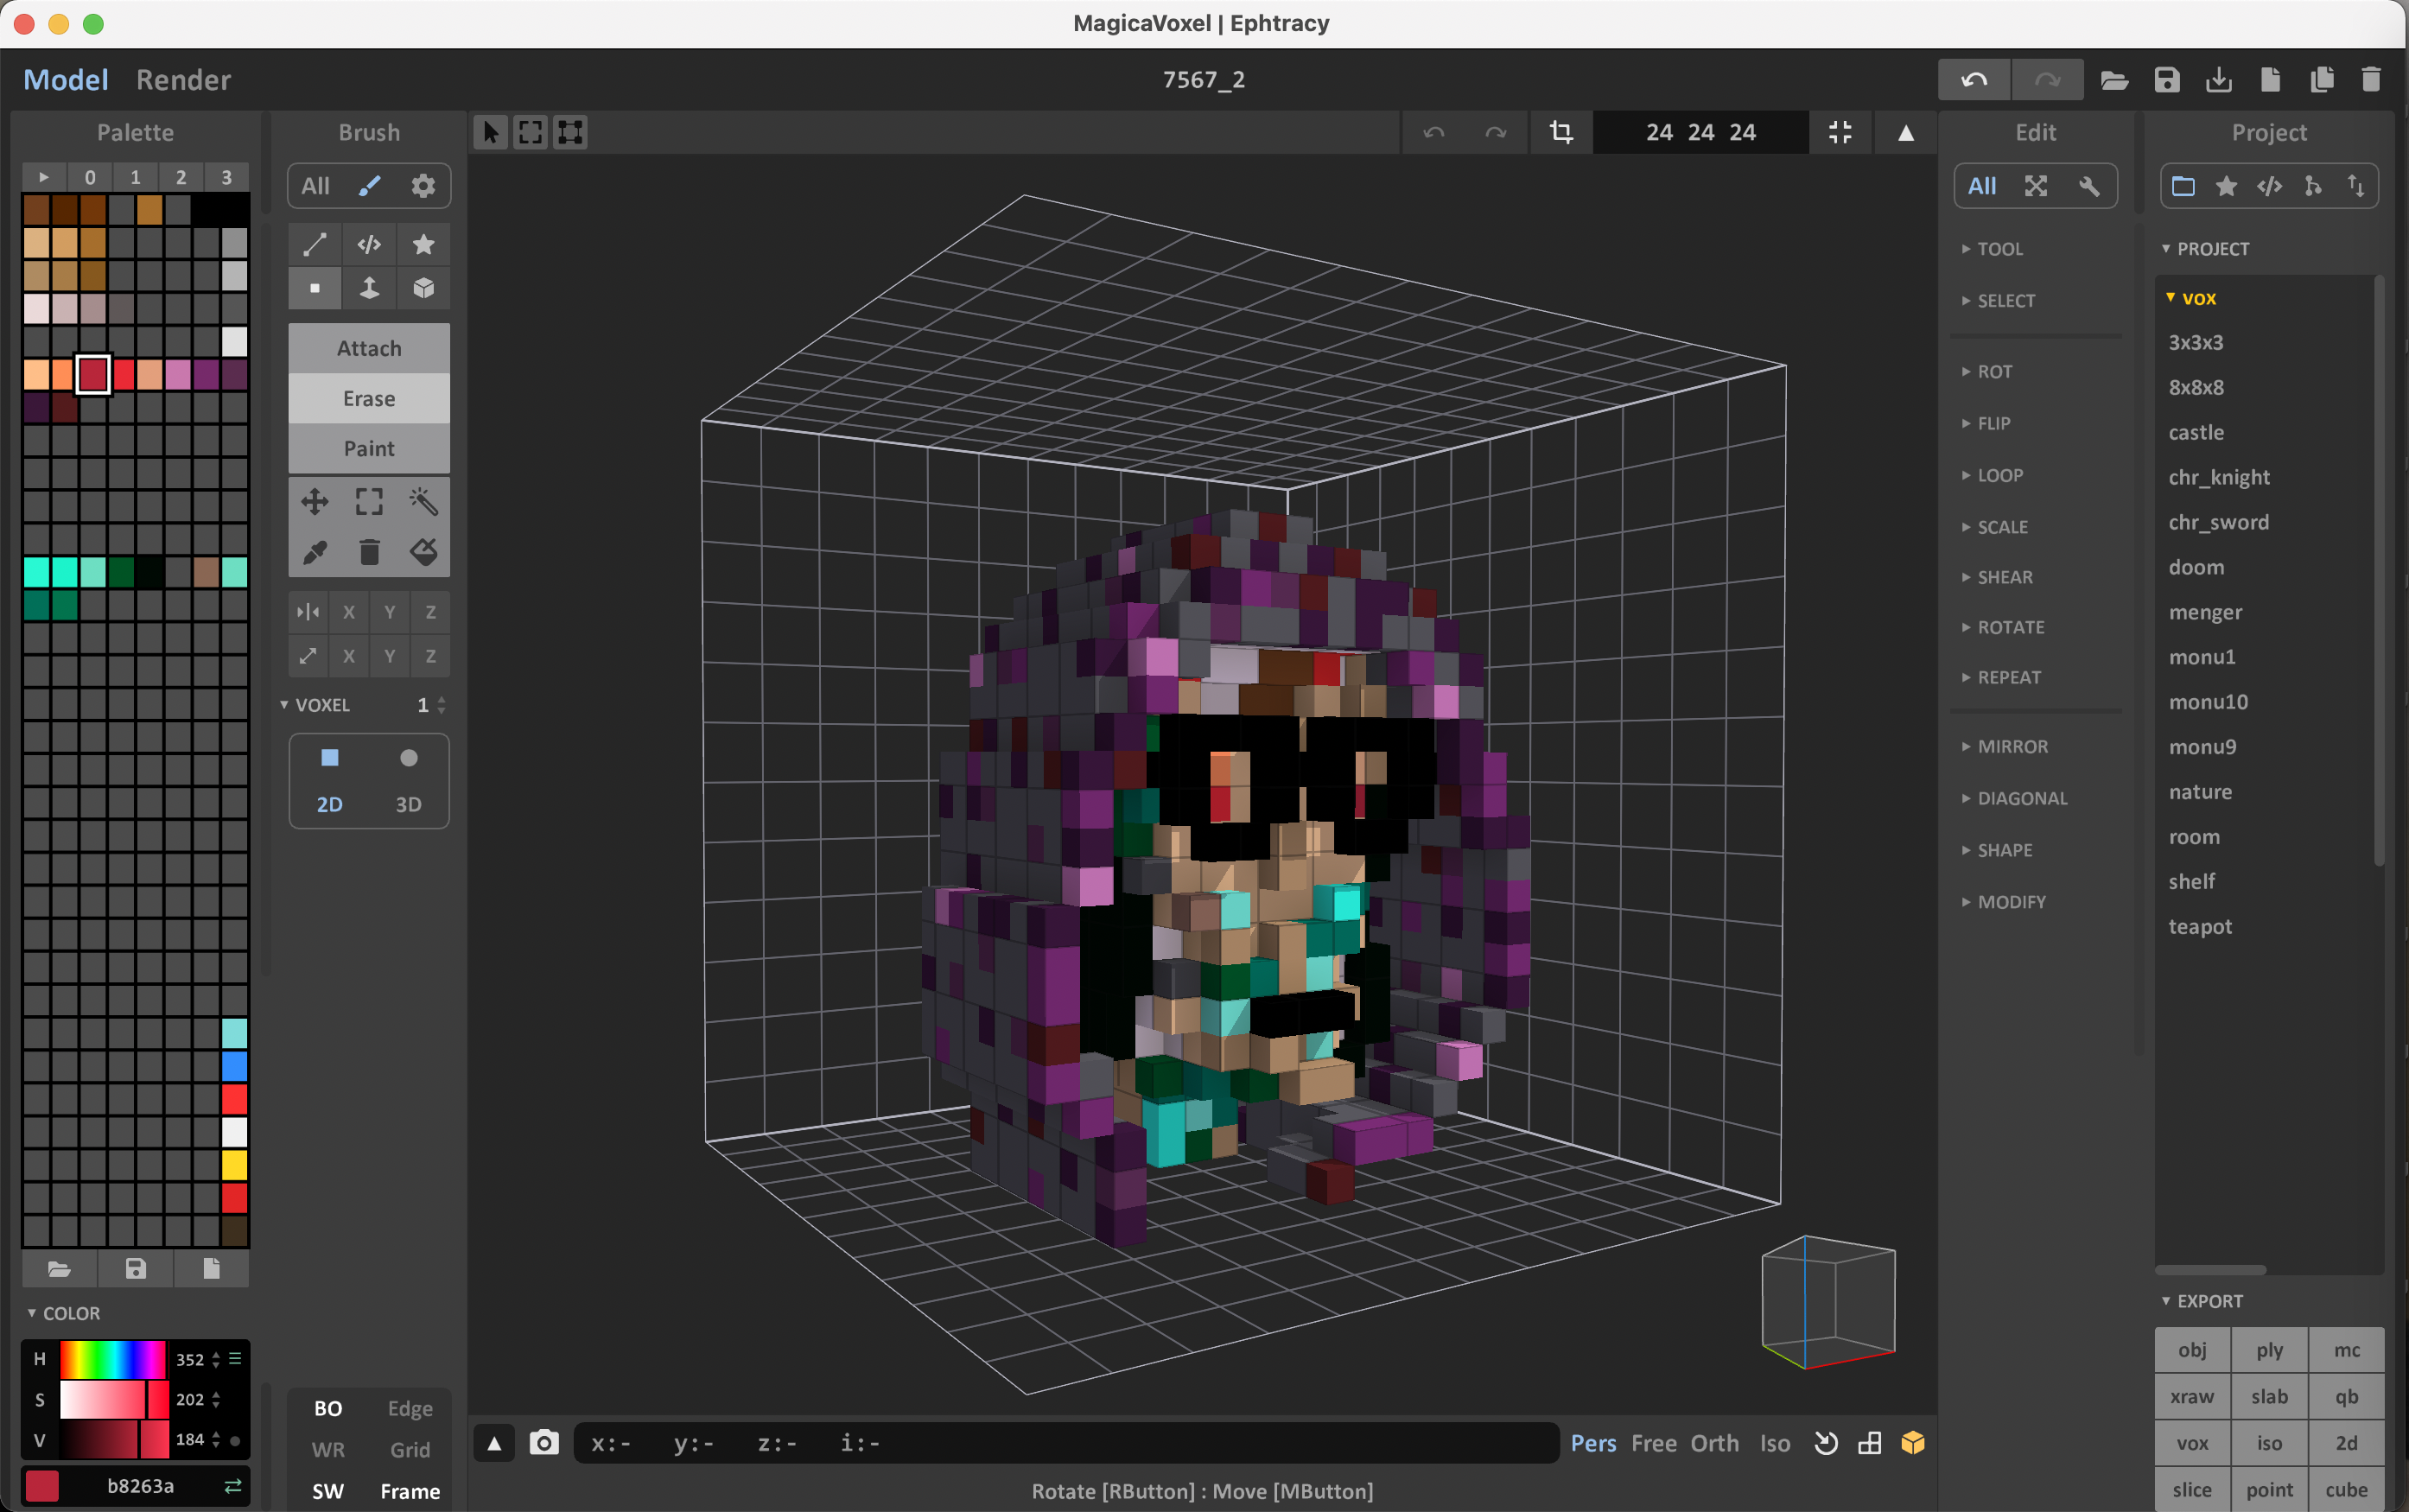 MagicaVoxel | Ephtracy
Model Render
7567_2
Palette
0 1 2 3
COLOR
H 352
S 202
V 184
b8263a
Brush
All
Attach
Erase
Paint
X Y Z
X Y Z
VOXEL 1
2D 3D
BO Edge
WR Grid
SW Frame
24 24 24
x:- y:- z:- i:-
Pers Free Orth Iso
Rotate [RButton] : Move [MButton]
Edit
All
TOOL
SELECT
ROT
FLIP
LOOP
SCALE
SHEAR
ROTATE
REPEAT
MIRROR
DIAGONAL
SHAPE
MODIFY
Project
PROJECT
vox
3x3x3
8x8x8
castle
chr_knight
chr_sword
doom
menger
monu1
monu10
monu9
nature
room
shelf
teapot
EXPORT
obj ply mc
xraw slab qb
vox iso 2d
slice point cube